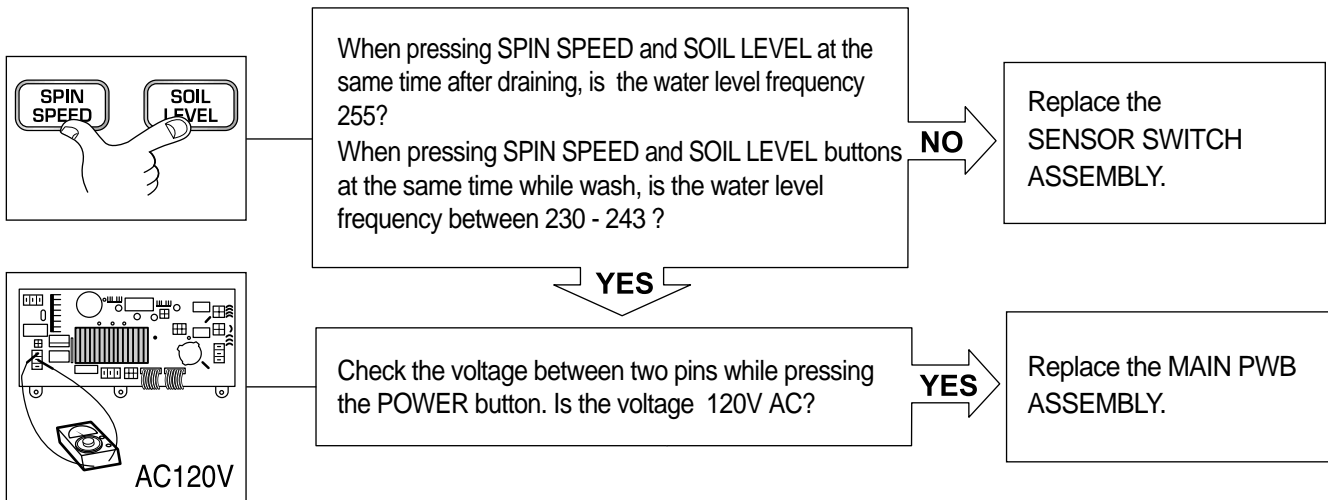 SPIN
SPEED
SOIL
LEVEL
When pressing SPIN SPEED and SOIL LEVEL at the
same time after draining, is the water level frequency
255?
When pressing SPIN SPEED and SOIL LEVEL buttons
at the same time while wash, is the water level
frequency between 230 - 243 ?
NO
Replace the
SENSOR SWITCH
ASSEMBLY.
YES
AC120V
Check the voltage between two pins while pressing
the POWER button. Is the voltage 120V AC?
YES
Replace the MAIN PWB
ASSEMBLY.